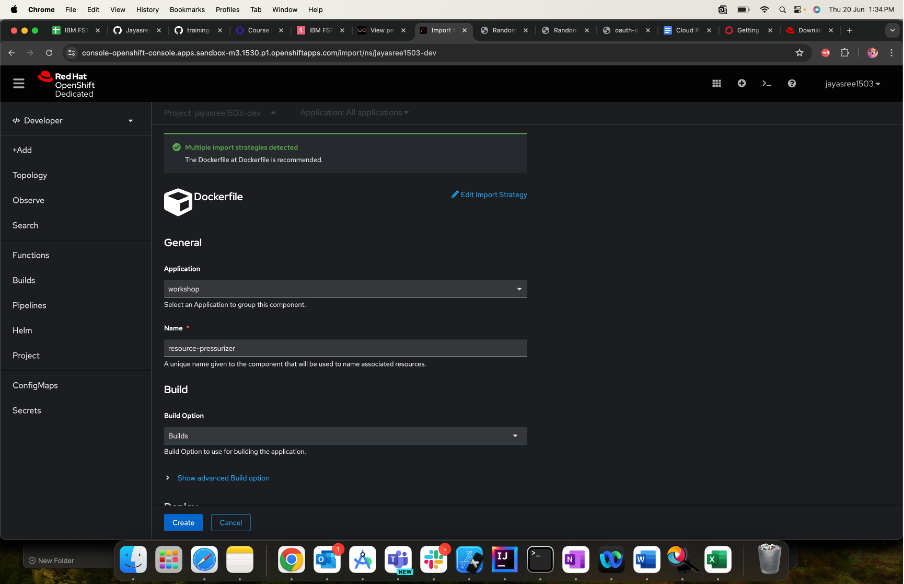 Chrome File Edit View History Bookmarks Profiles Tab Window Help Thu 20 Jun 1:34 PM
IBM FST Jayasre training Course IBM FST View pe Import Random Random oauth-o Cloud P Getting Downlo
console-openshift-console.apps.sandbox-m3.1530.p1.openshiftapps.com/import/ns/jayasree1503-dev
Red Hat
OpenShift
Dedicated
jayasree1503
Developer
Project: jayasree1503-dev Application: All applications
+Add
Topology
Observe
Search
Functions
Builds
Pipelines
Helm
Project
ConfigMaps
Secrets
Multiple import strategies detected
The Dockerfile at Dockerfile is recommended.
Dockerfile
Edit Import Strategy
General
Application
workshop
Select an Application to group this component.
Name *
resource-pressurizer
A unique name given to the component that will be used to name associated resources.
Build
Build Option
Builds
Build Option to use for building the application.
Show advanced Build option
Deploy
Create Cancel
New Folder
1
NEW